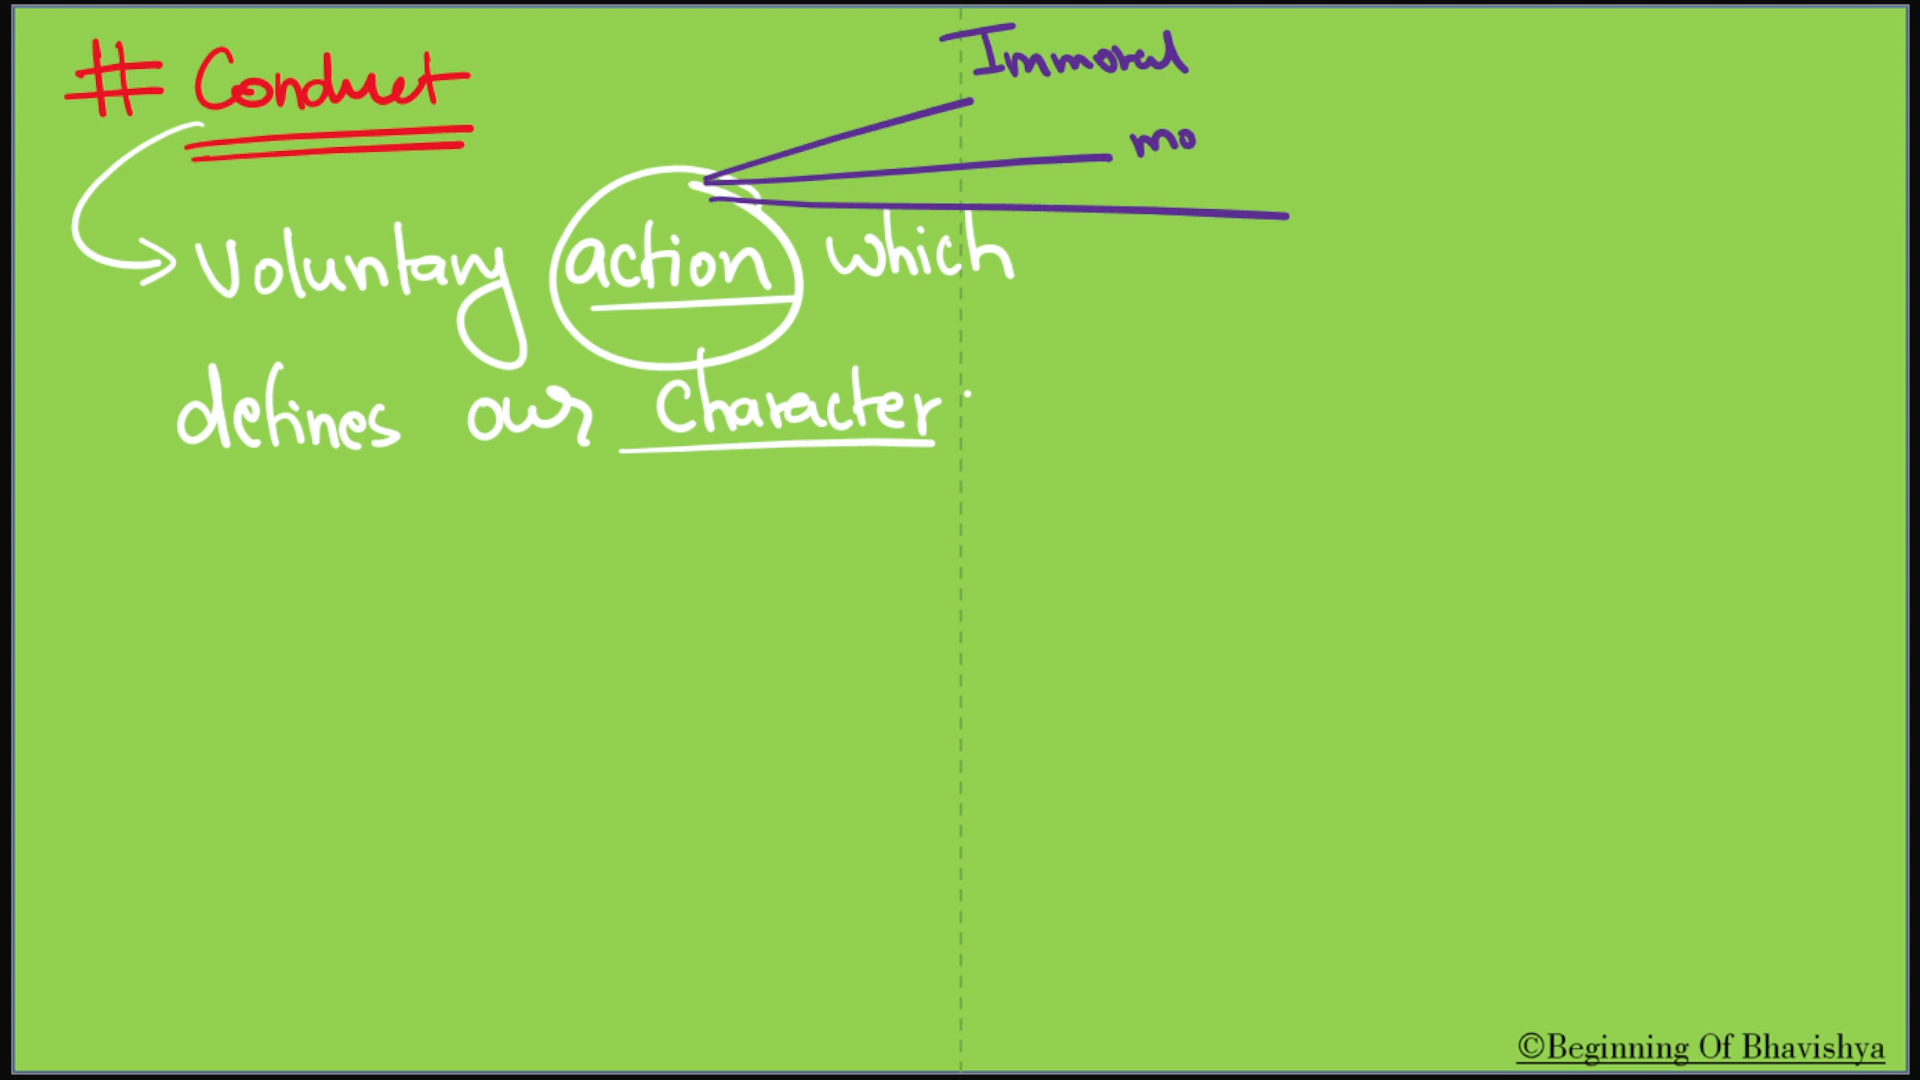 # Conduct
Immoral
mo
Voluntary action which
defines our character.
©Beginning Of Bhavishya